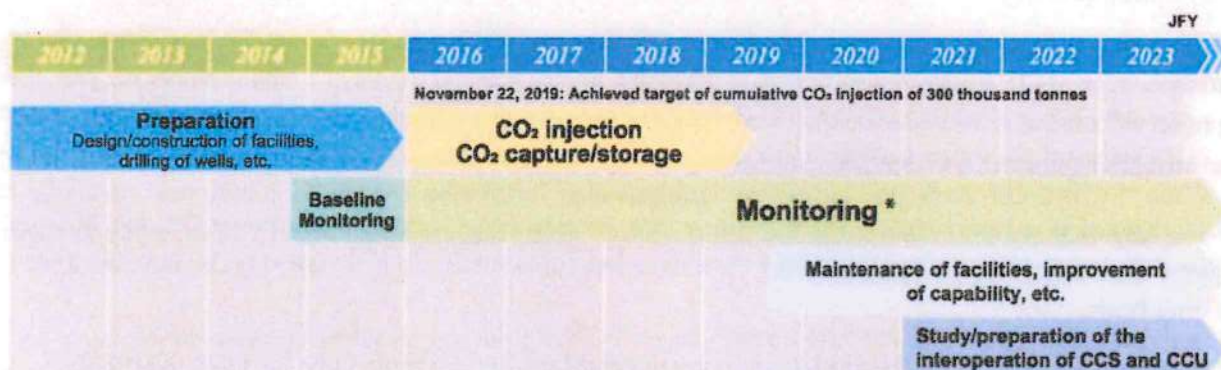 JFY
2012 2013 2014 2015 2016 2017 2018 2019 2020 2021 2022 2023
November 22, 2019: Achieved target of cumulative CO₂ injection of 300 thousand tonnes
Preparation
Design/construction of facilities,
drilling of wells, etc.
CO₂ injection
CO₂ capture/storage
Baseline
Monitoring
Monitoring *
Maintenance of facilities, improvement
of capability, etc.
Study/preparation of the
interoperation of CCS and CCU